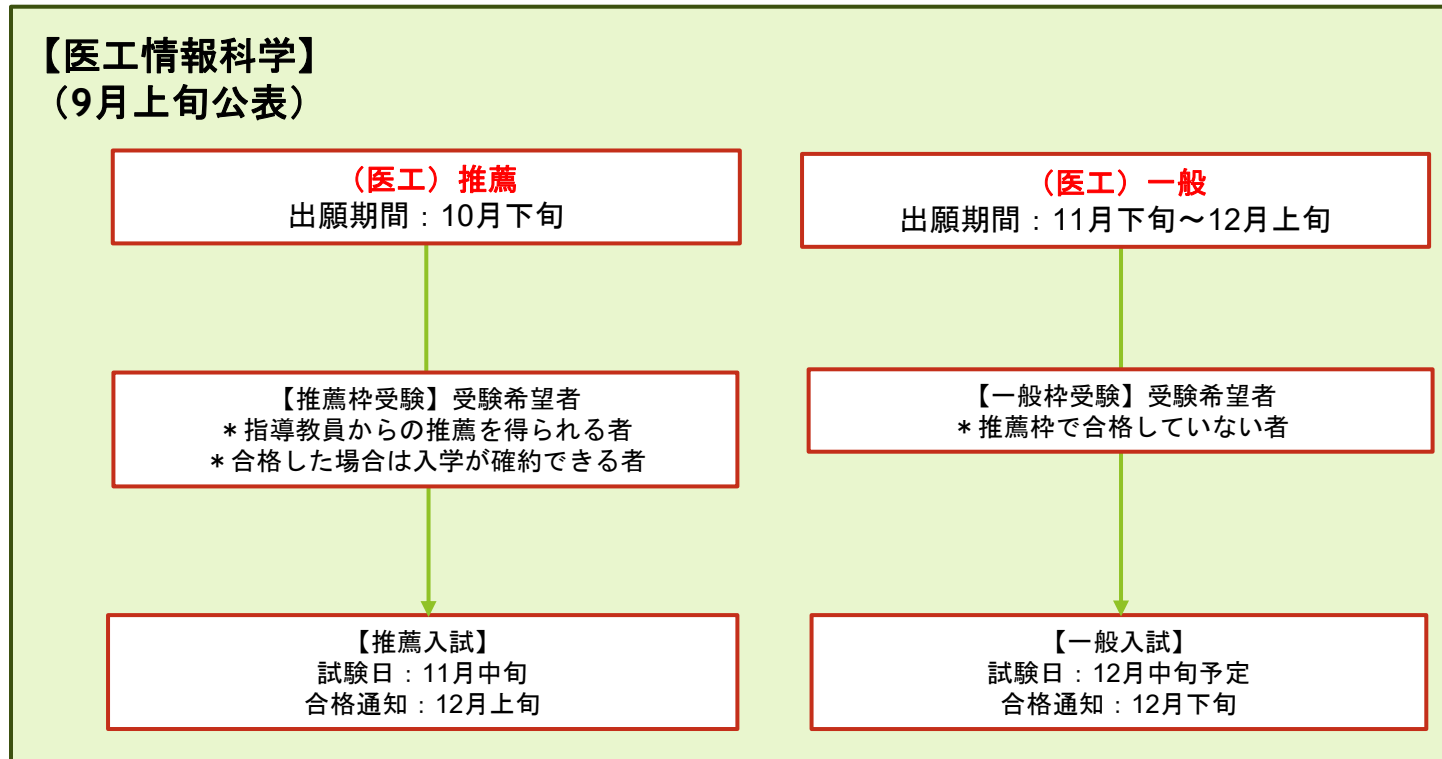 【医工情報科学】
（9月上旬公表）
（医工）推薦
出願期間：10月下旬
【推薦枠受験】受験希望者
＊指導教員からの推薦を得られる者
＊合格した場合は入学が確約できる者
【推薦入試】
試験日：11月中旬
合格通知：12月上旬
（医工）一般
出願期間：11月下旬～12月上旬
【一般枠受験】受験希望者
＊推薦枠で合格していない者
【一般入試】
試験日：12月中旬予定
合格通知：12月下旬